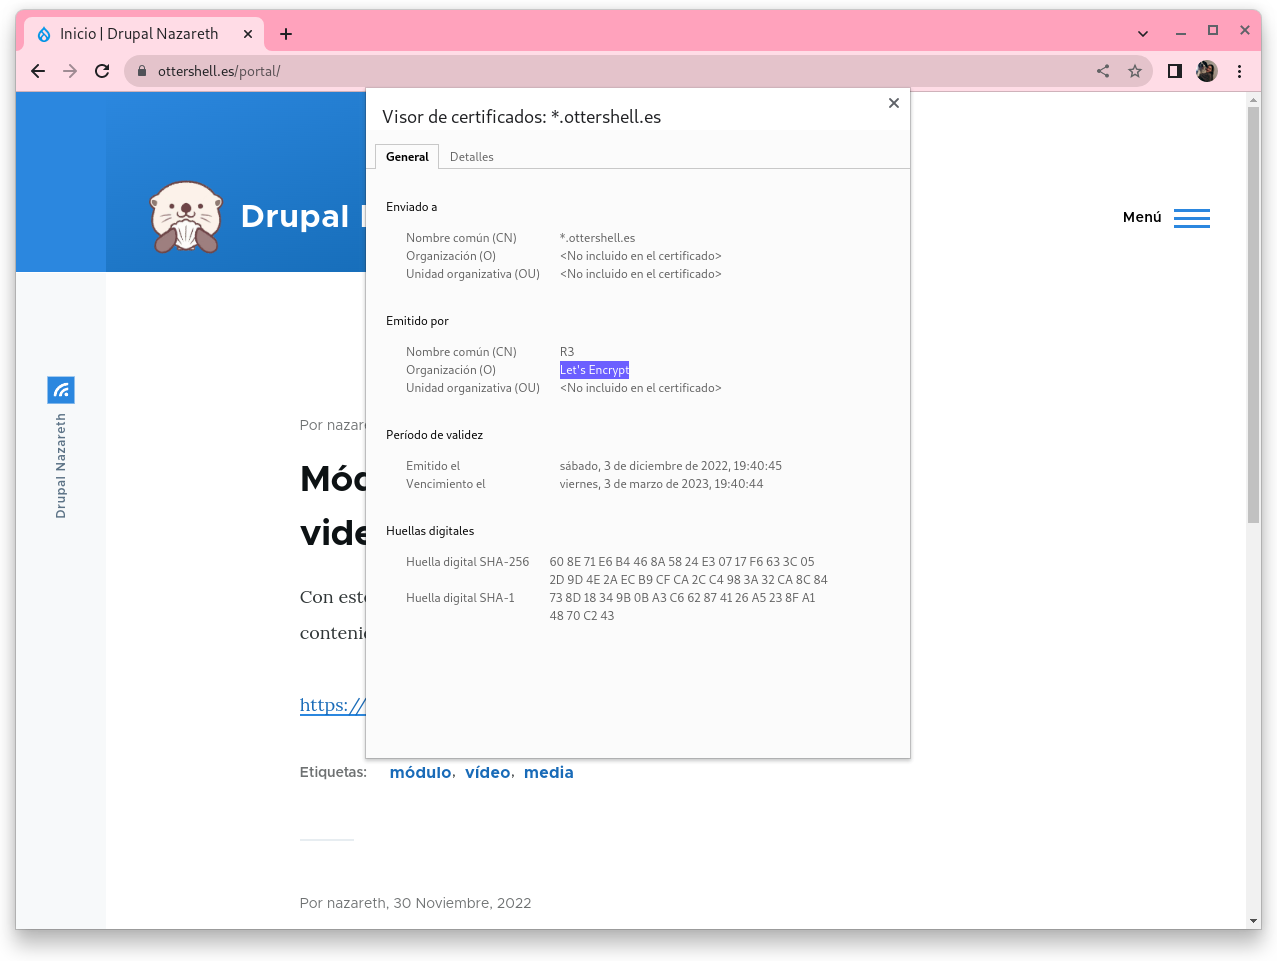 Inicio | Drupal Nazareth
ottershell.es/portal/
Visor de certificados: *.ottershell.es
General Detalles
Drupal
Menú
Enviado a
Nombre común (CN) *.ottershell.es
Organización (O) <No incluido en el certificado>
Unidad organizativa (OU) <No incluido en el certificado>
Emitido por
Nombre común (CN) R3
Organización (O) Let's Encrypt
Unidad organizativa (OU) <No incluido en el certificado>
Drupal Nazareth
Por nazare
Período de validez
Emitido el sábado, 3 de diciembre de 2022, 19:40:45
Vencimiento el viernes, 3 de marzo de 2023, 19:40:44
Mód
vide
Huellas digitales
Huella digital SHA-256 60 8E 71 E6 B4 46 8A 58 24 E3 07 17 F6 63 3C 05
2D 9D 4E 2A EC B9 CF CA 2C C4 98 3A 32 CA 8C 84
Huella digital SHA-1 73 8D 18 34 9B 0B A3 C6 62 87 41 26 A5 23 8F A1
48 70 C2 43
Con este
conteni
https://
Etiquetas: módulo, vídeo, media
Por nazareth, 30 Noviembre, 2022